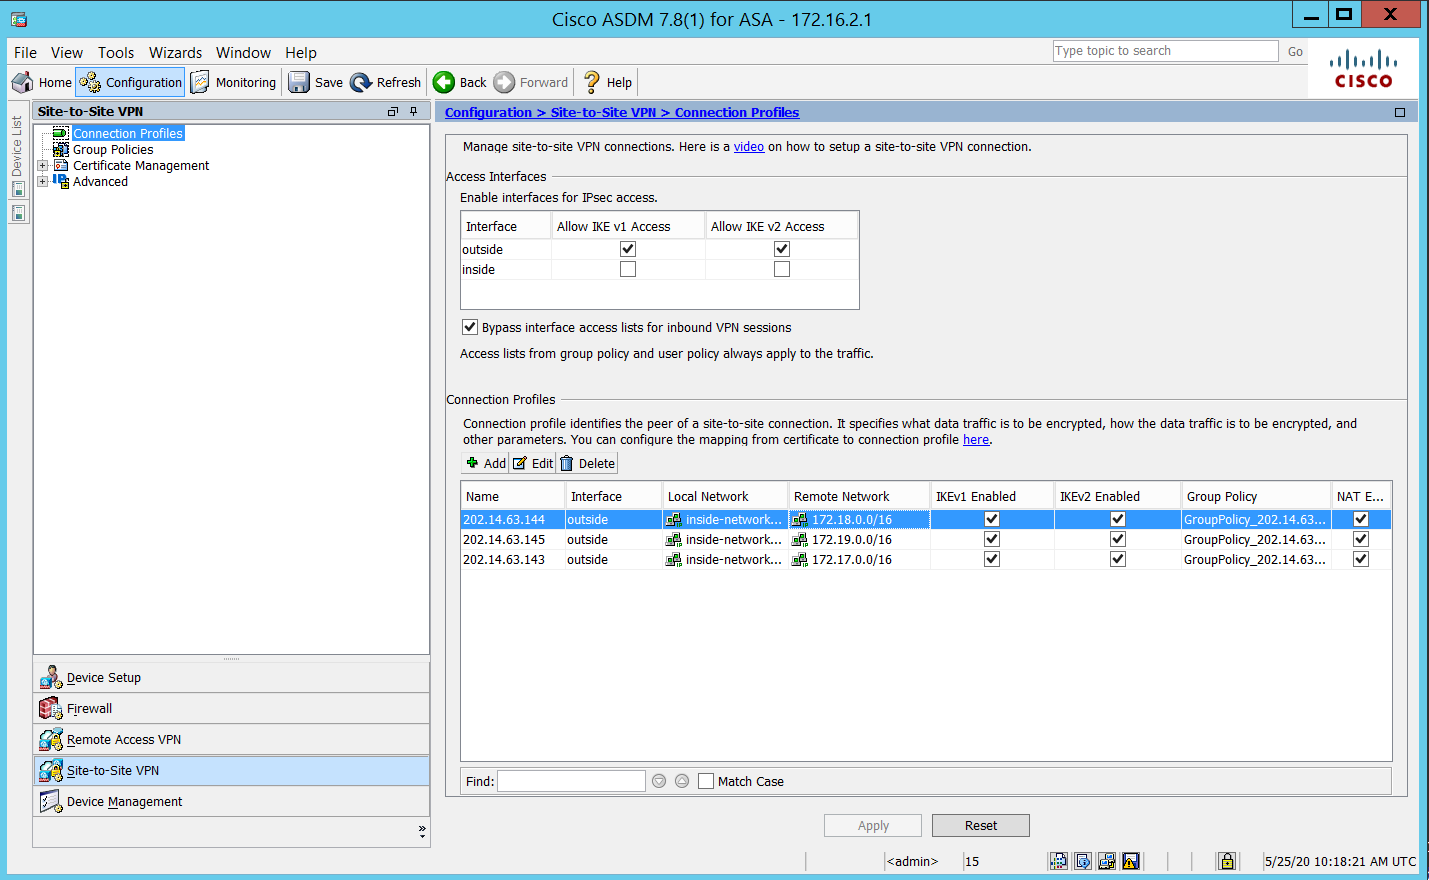 Cisco ASDM 7.8(1) for ASA - 172.16.2.1
File View Tools Wizards Window Help
Type topic to search Go
Home Configuration Monitoring Save Refresh Back Forward Help
CISCO
Device List
Site-to-Site VPN
Connection Profiles
Group Policies
Certificate Management
Advanced
Device Setup
Firewall
Remote Access VPN
Site-to-Site VPN
Device Management
Configuration > Site-to-Site VPN > Connection Profiles
Manage site-to-site VPN connections. Here is a video on how to setup a site-to-site VPN connection.
Access Interfaces
Enable interfaces for IPsec access.
Interface Allow IKE v1 Access Allow IKE v2 Access
outside
inside
Bypass interface access lists for inbound VPN sessions
Access lists from group policy and user policy always apply to the traffic.
Connection Profiles
Connection profile identifies the peer of a site-to-site connection. It specifies what data traffic is to be encrypted, how the data traffic is to be encrypted, and
other parameters. You can configure the mapping from certificate to connection profile here.
Add Edit Delete
Name Interface Local Network Remote Network IKEv1 Enabled IKEv2 Enabled Group Policy NAT E...
202.14.63.144 outside inside-network... 172.18.0.0/16 GroupPolicy_202.14.63...
202.14.63.145 outside inside-network... 172.19.0.0/16 GroupPolicy_202.14.63...
202.14.63.143 outside inside-network... 172.17.0.0/16 GroupPolicy_202.14.63...
Find: Match Case
Apply Reset
<admin> 15 5/25/20 10:18:21 AM UTC